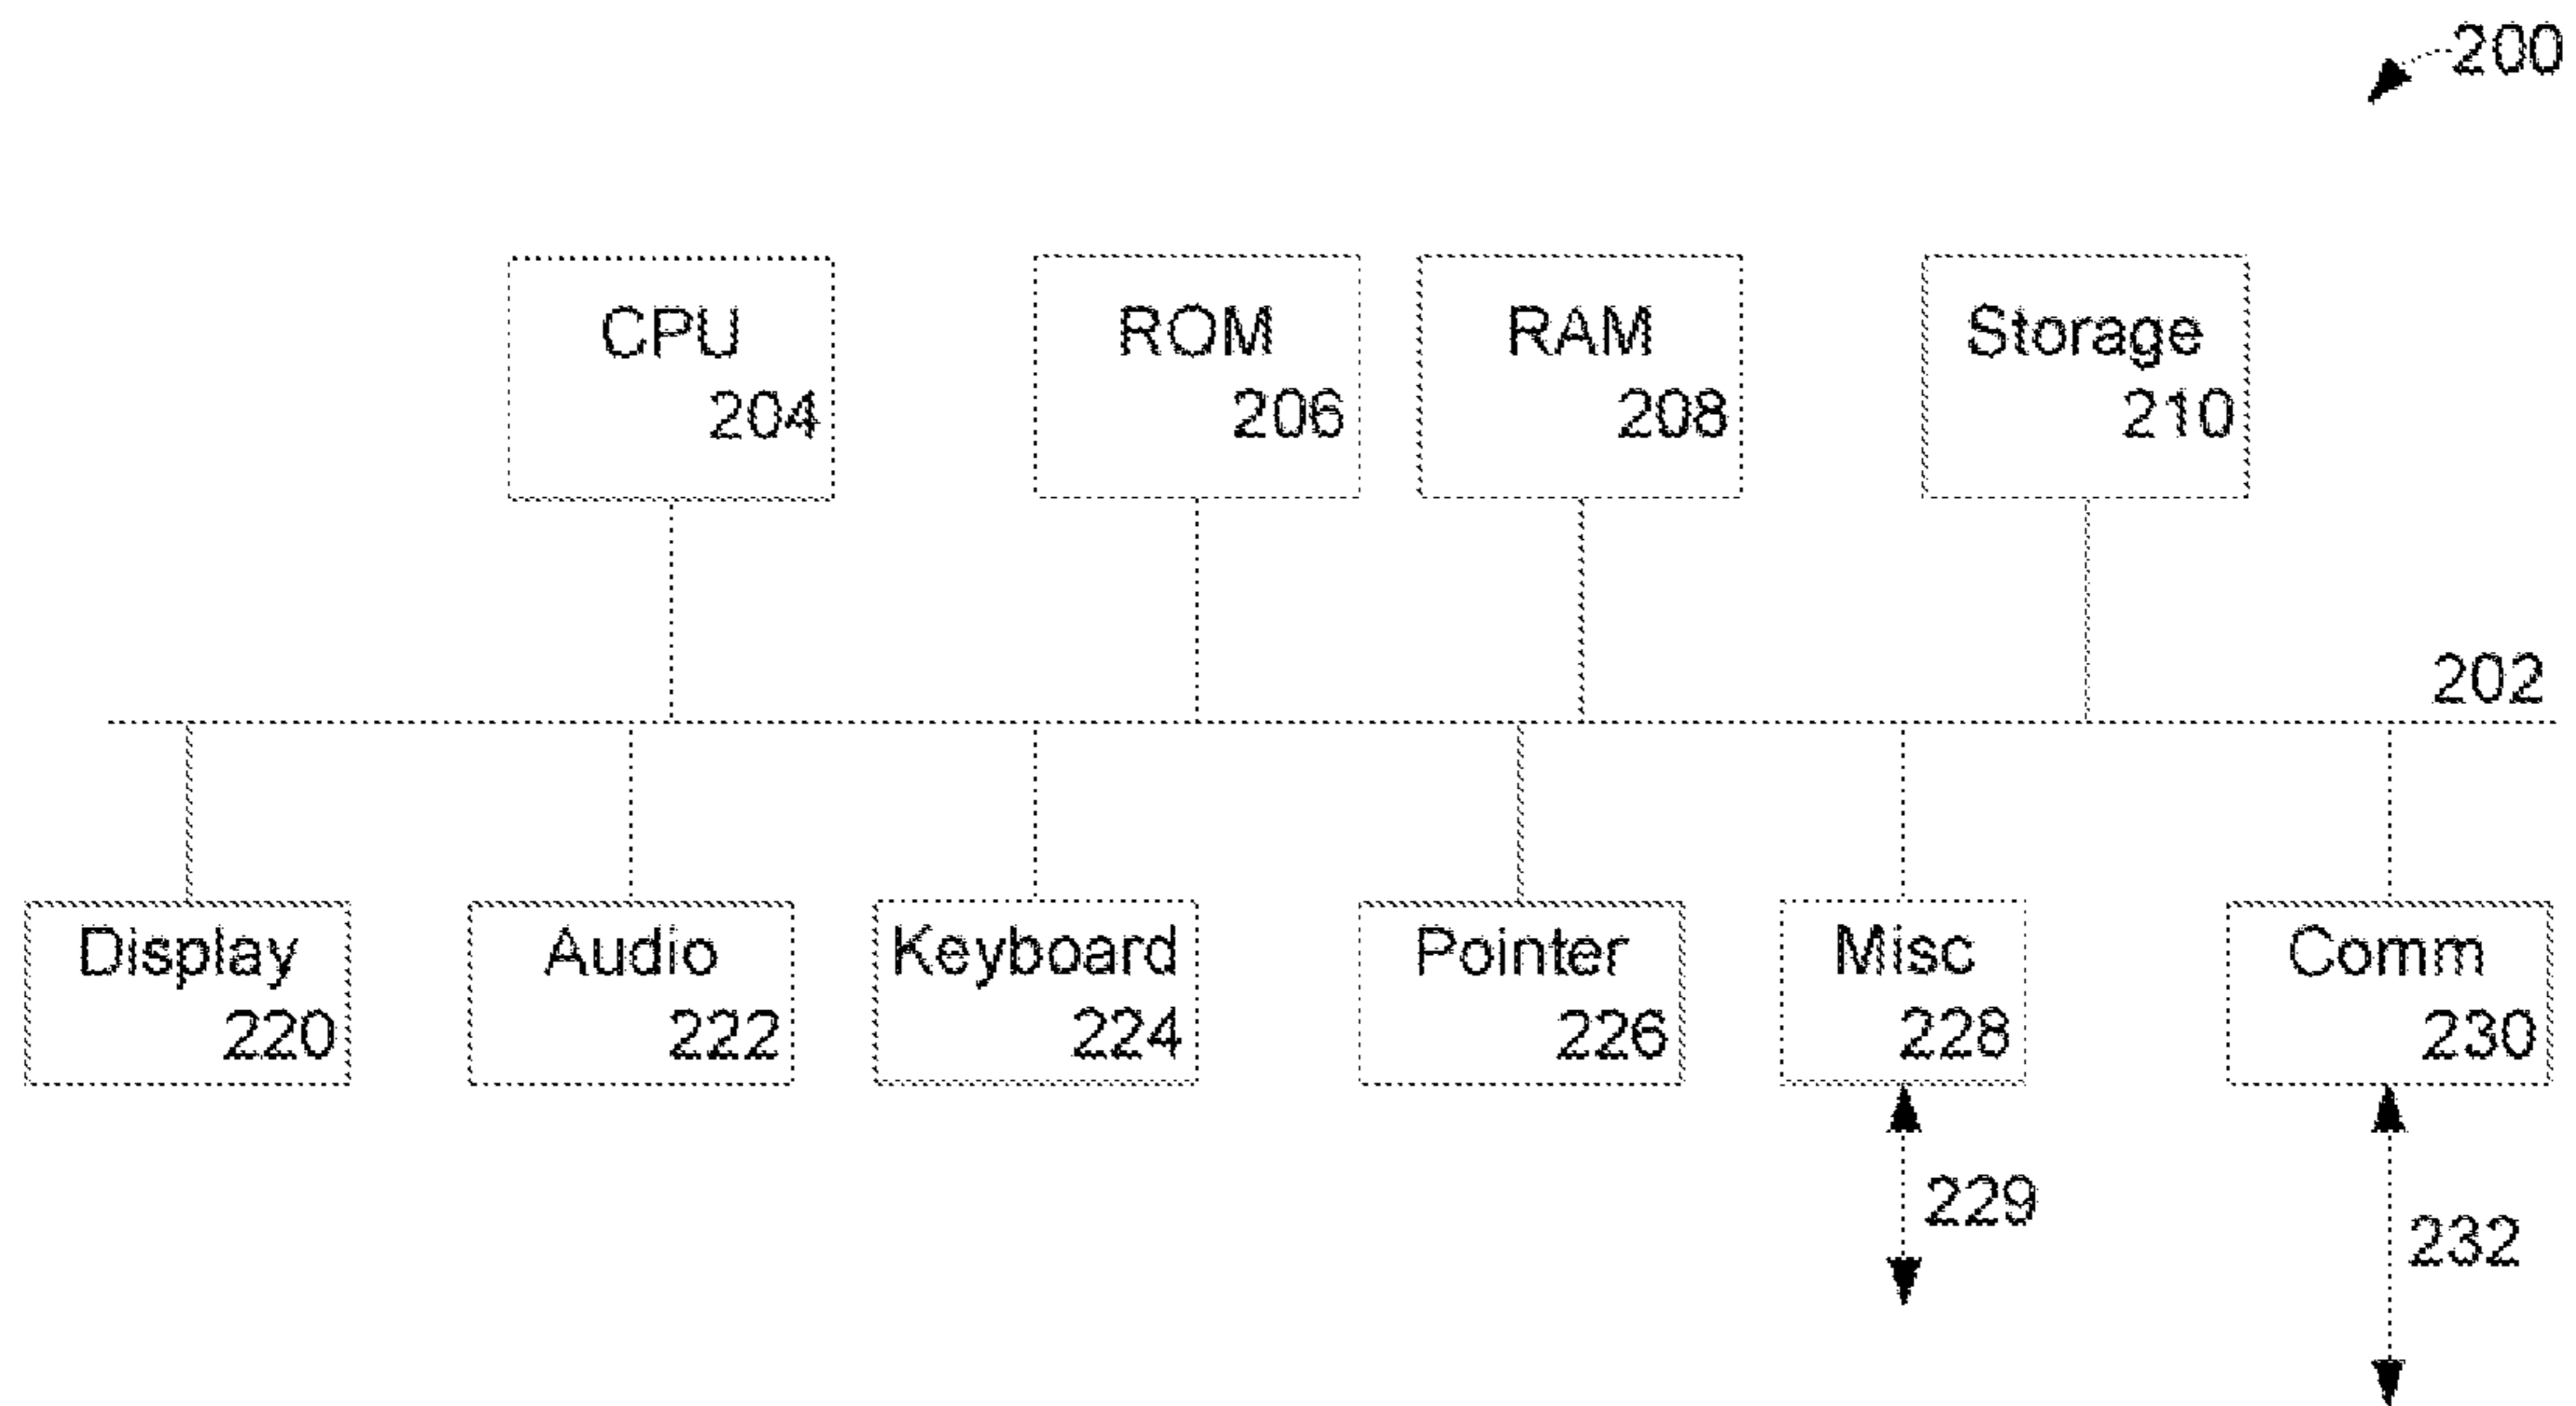 200
CPU
204
ROM
206
RAM
208
Storage
210
202
Display
220
Audio
222
Keyboard
224
Pointer
226
Misc
228
Comm
230
229
232